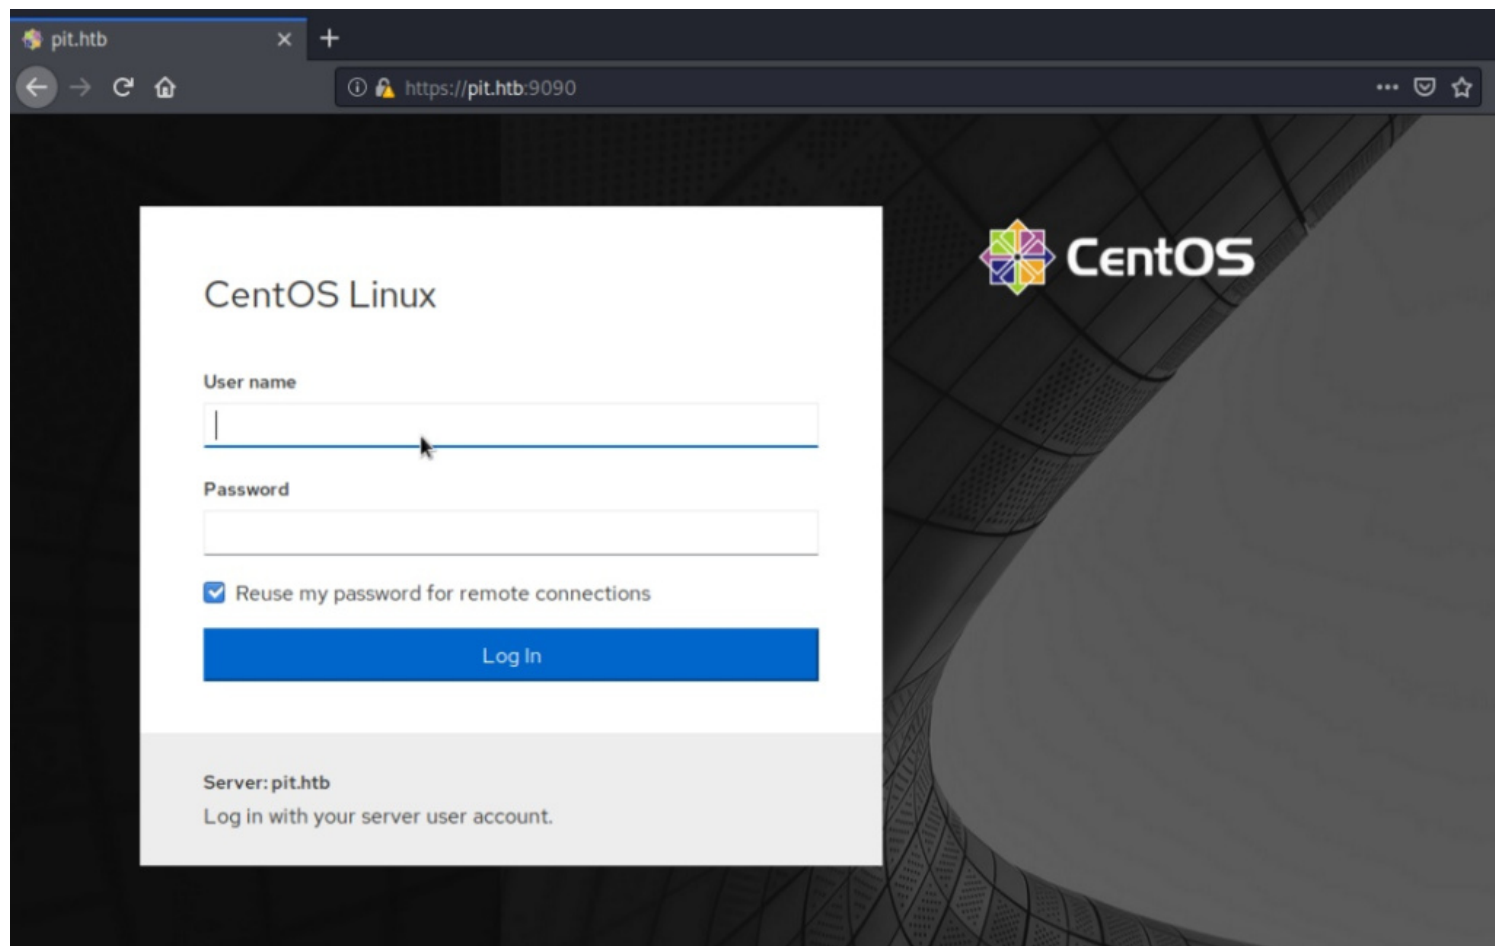 pit.htb
https://pit.htb:9090
CentOS
CentOS Linux
User name
Password
Reuse my password for remote connections
Log In
Server: pit.htb
Log in with your server user account.